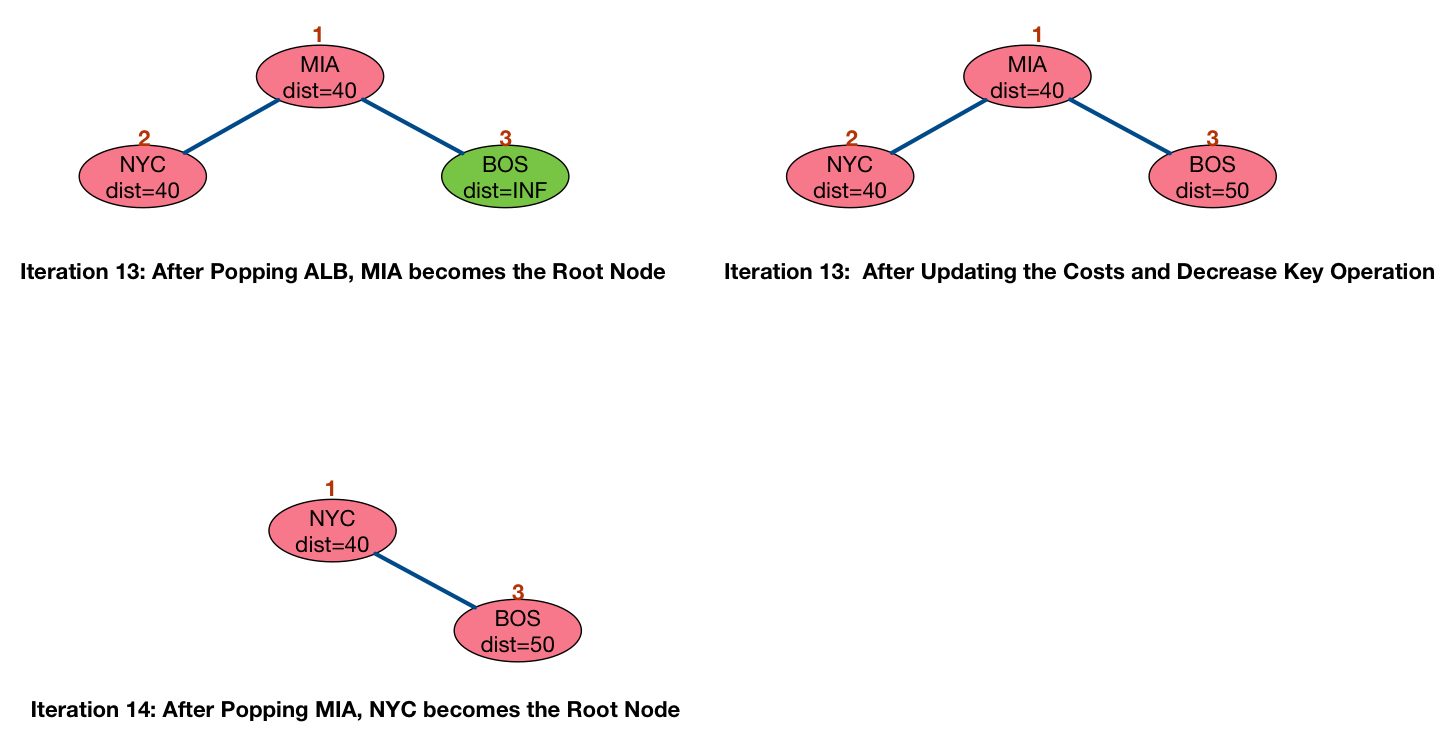 1
MIA
dist=40
2
NYC
dist=40
3
BOS
dist=INF
Iteration 13: After Popping ALB, MIA becomes the Root Node
1
MIA
dist=40
2
NYC
dist=40
3
BOS
dist=50
Iteration 13:  After Updating the Costs and Decrease Key Operation
1
NYC
dist=40
3
BOS
dist=50
Iteration 14: After Popping MIA, NYC becomes the Root Node